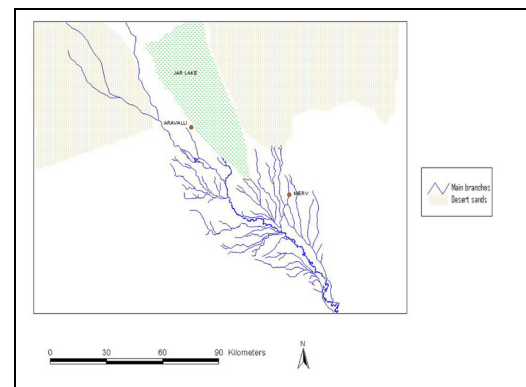 JAR LAKE
ARAVALLI
MERV
Main branches
Desert sands
0 30 60 90 Kilometers
N